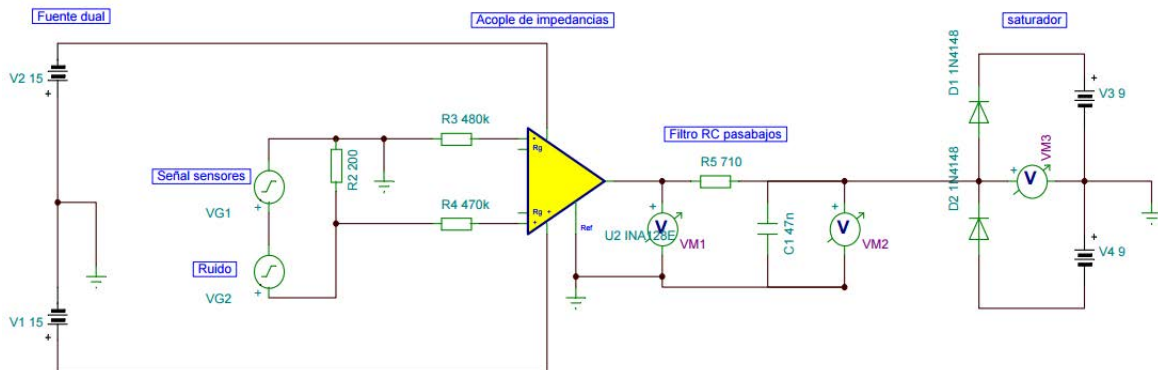 Fuente dual
Acople de impedancias
saturador
V2 15
+
D1 1N4148
+
V3 9
R3 480k
-
Rg
Filtro RC pasabajos
R5 710
Señal sensores
VG1
+
R2 200
D2 1N4148
+
VM3
V
R4 470k
Rg
+
Ref
+
V
U2 INA128E
VM1
C1 47n
+
V
VM2
+
V4 9
Ruido
VG2
+
V1 15
+